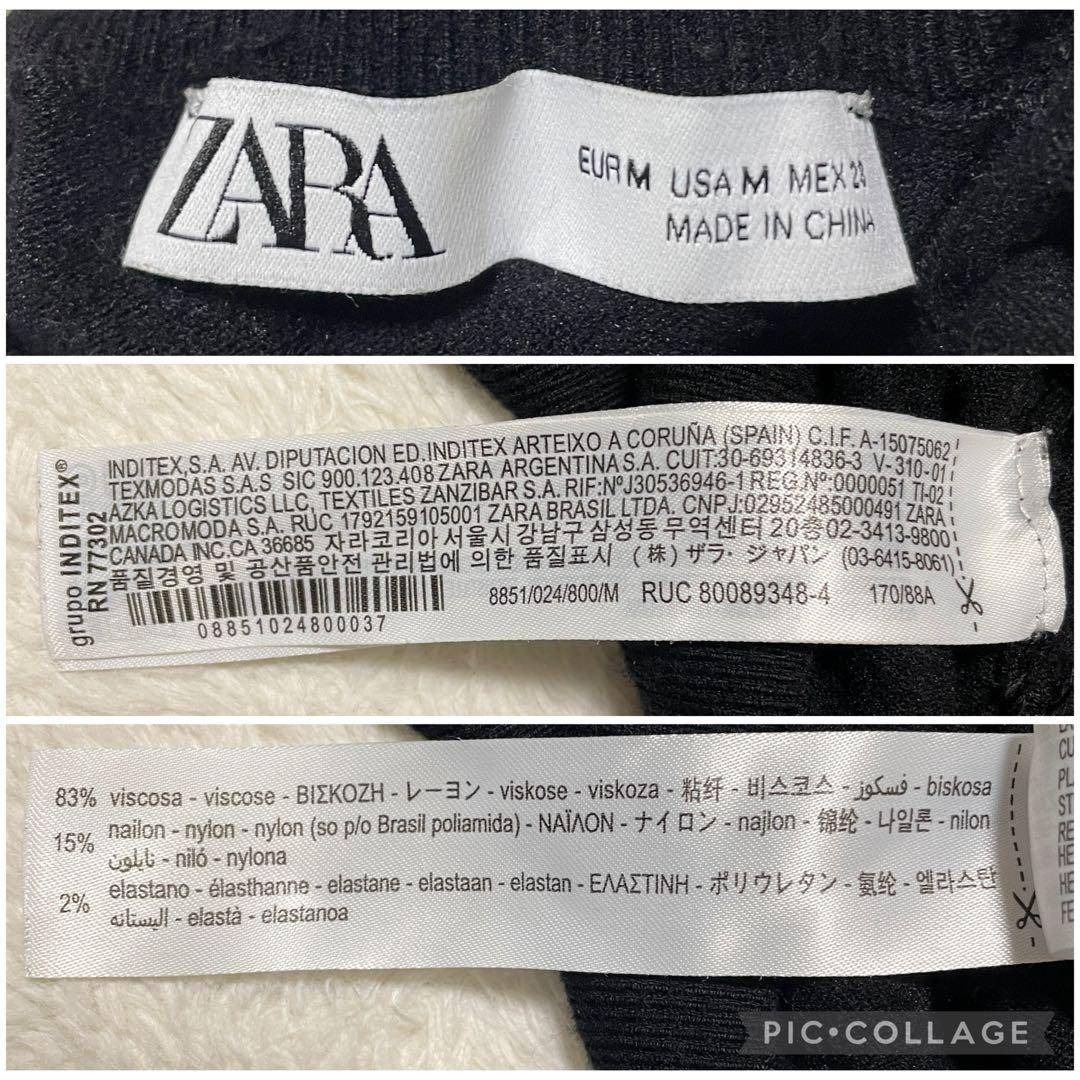 ZARA
EUR M USA M MEX 28
MADE IN CHINA
grupo INDITEX®
RN 77302
INDITEX,S.A. AV. DIPUTACION ED. INDITEX ARTEIXO A CORUÑA (SPAIN) C.I.F. A-15075062
TEXMODAS S.A.S SIC 900.123.408 ZARA ARGENTINA S.A. CUIT:30-69314836-3 V-310-01
AZKA LOGISTICS LLC, TEXTILES ZANZIBAR S.A. RIF:NºJ30536946-1 REG.Nº:0000051 TI-02
MACROMODA S.A. RUC 1792159105001 ZARA BRASIL LTDA. CNPJ:02952485000491 ZARA
CANADA INC.CA 36685 자라코리아 서울시 강남구 삼성동 무역센터 20층 02-3413-9800
품질경영 및 공산품안전 관리법에 의한 품질표시 (株) ザラ・ジャパン (03-6415-8061)
8851/024/800/M RUC 80089348-4 170/88A
08851024800037
83% viscosa - viscose - ΒΙΣΚΟΖΗ - レーヨン - viskose - viskoza - 粘纤 - 비스코스 - فسكوز - biskosa
15% nailon - nylon - nylon (so p/o Brasil poliamida) - ΝΑΪΛΟΝ - ナイロン - najlon - 锦纶 - 나일론 - nilon
نايلون - niló - nylona
2% elastano - élasthanne - elastane - elastaan - elastan - ΕΛΑΣΤΙΝΗ - ポリウレタン - 氨纶 - 엘라스탄
اليستانه - elastà - elastanoa
CU
PL
ST
RE
HE
HE
FE
PIC•COLLAGE